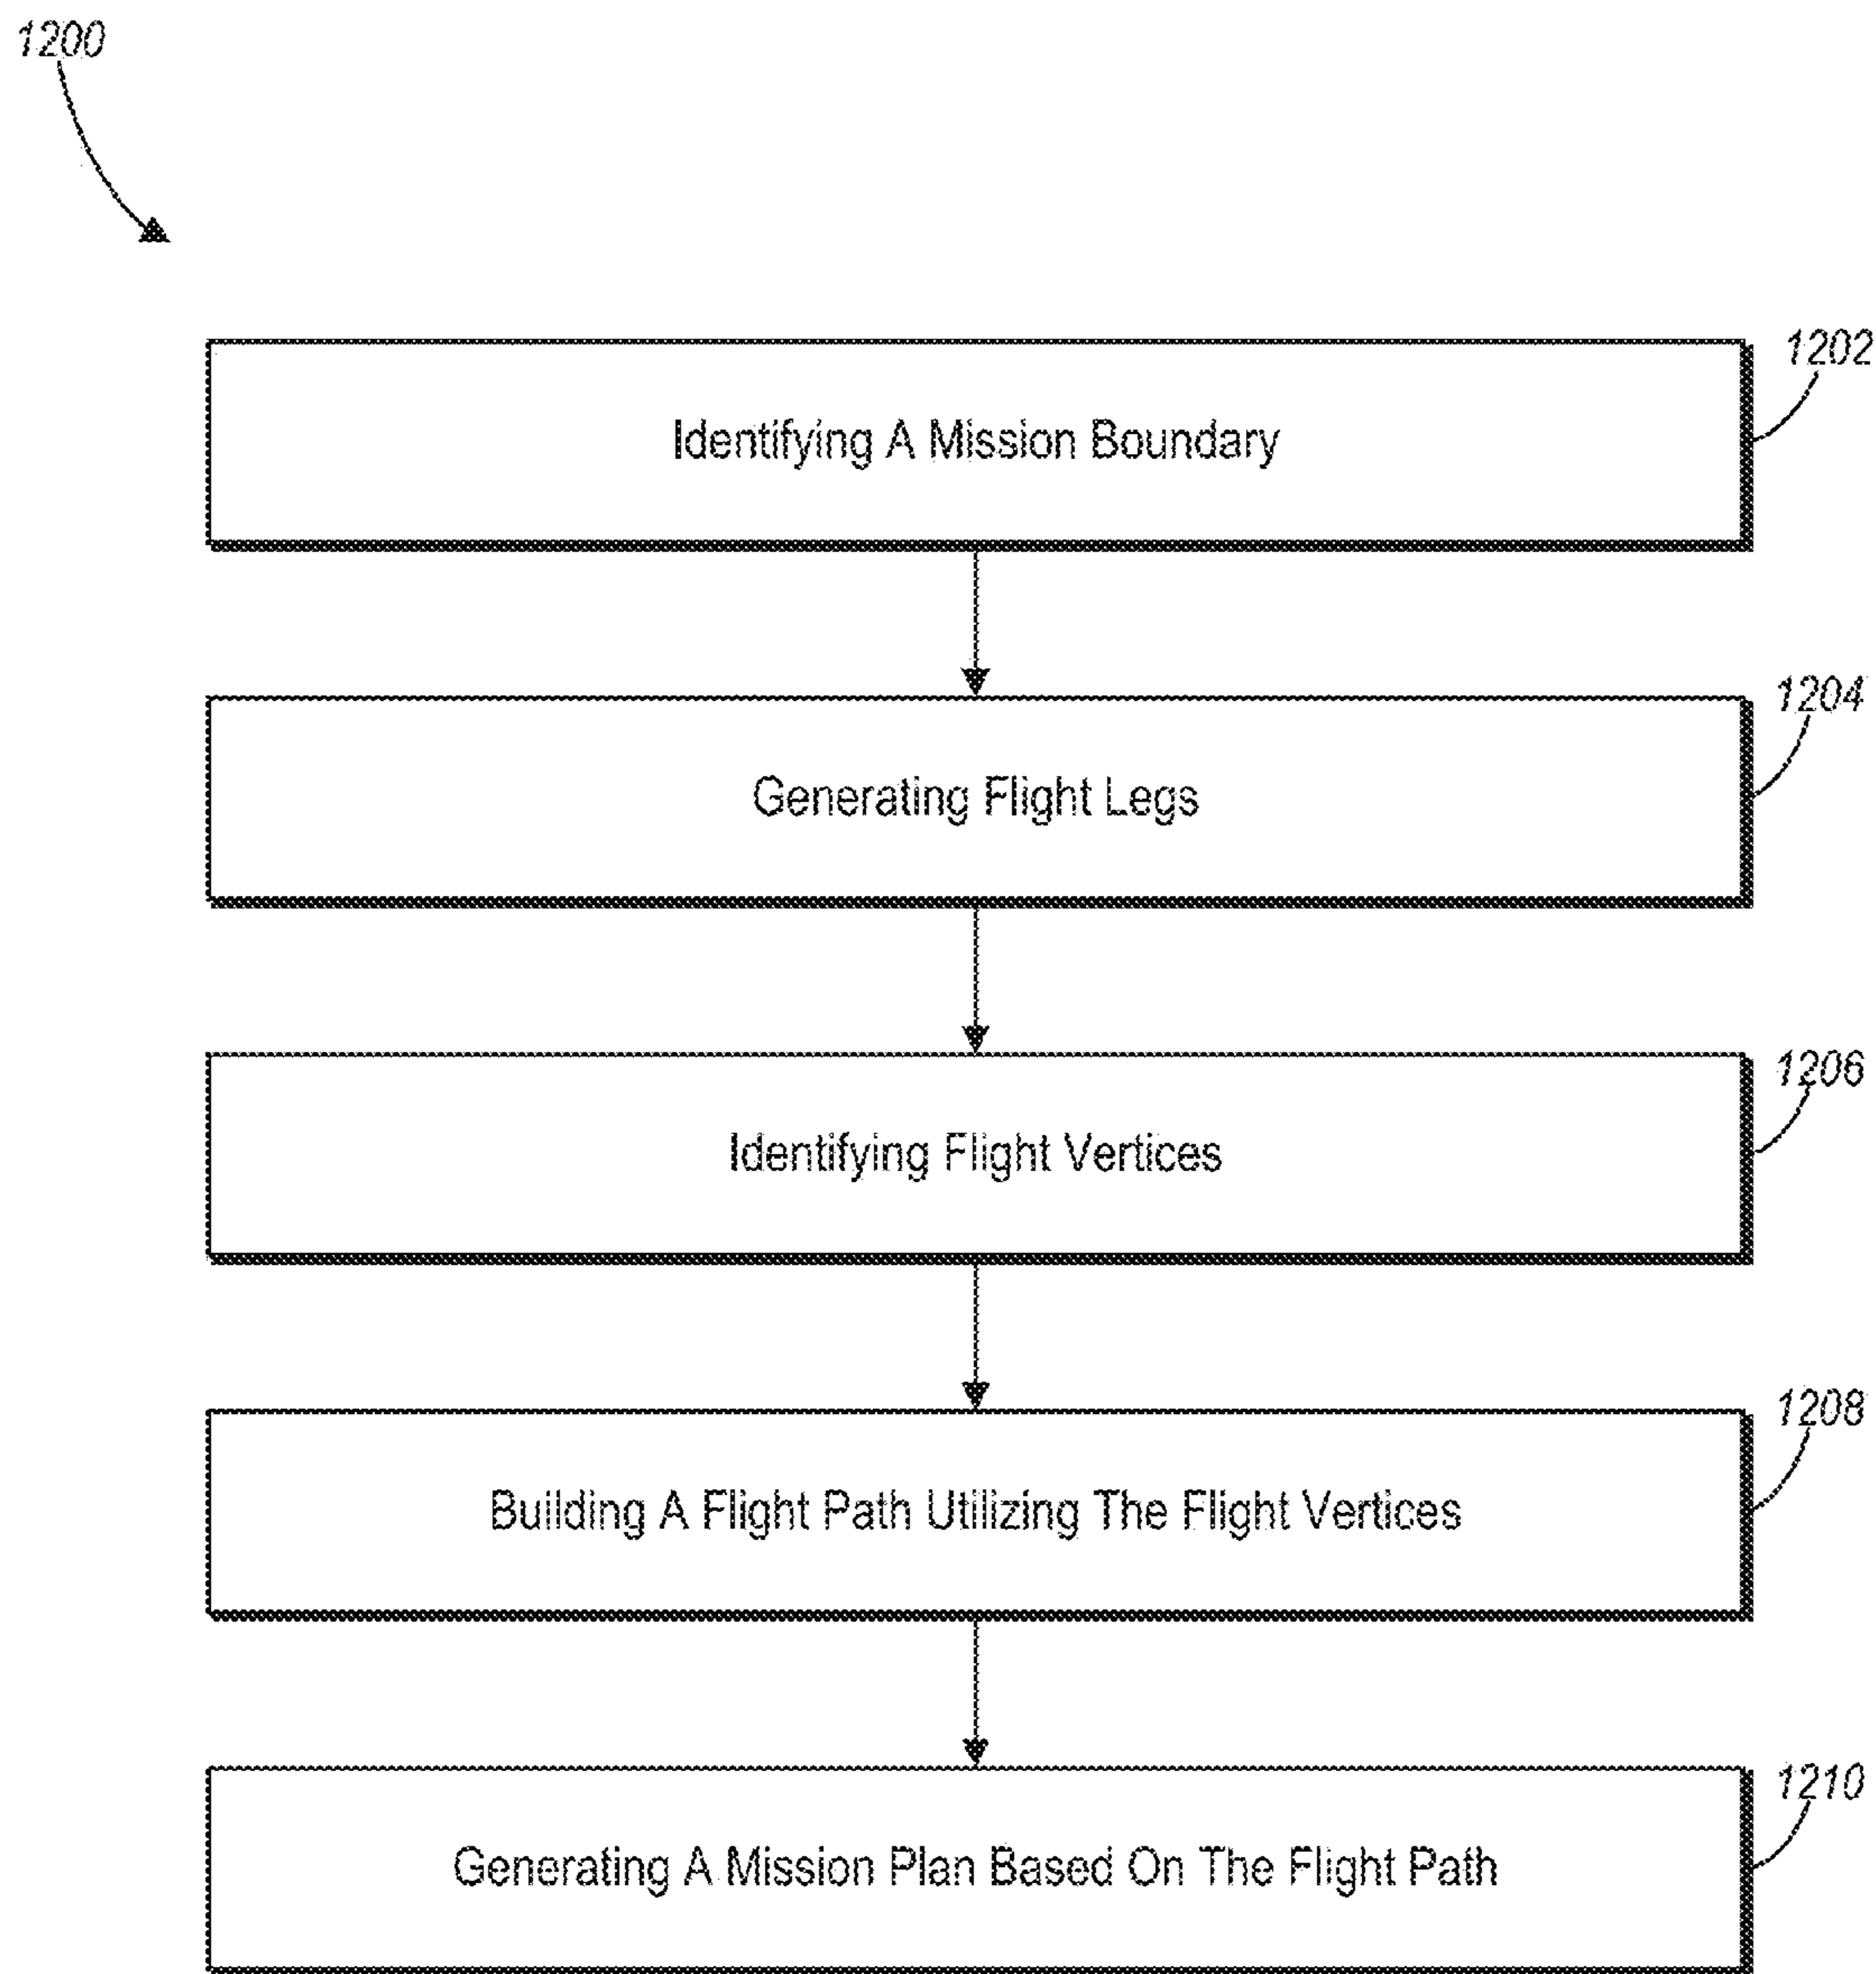 1200
1202
Identifying A Mission Boundary
1204
Generating Flight Legs
1206
Identifying Flight Vertices
1208
Building A Flight Path Utilizing The Flight Vertices
1210
Generating A Mission Plan Based On The Flight Path